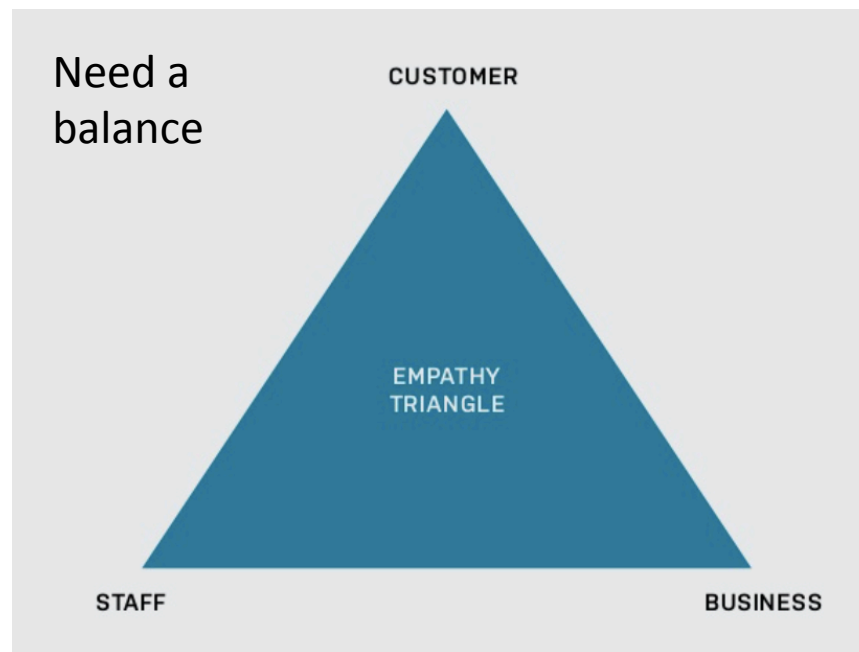 Need a
balance
CUSTOMER
EMPATHY
TRIANGLE
STAFF
BUSINESS